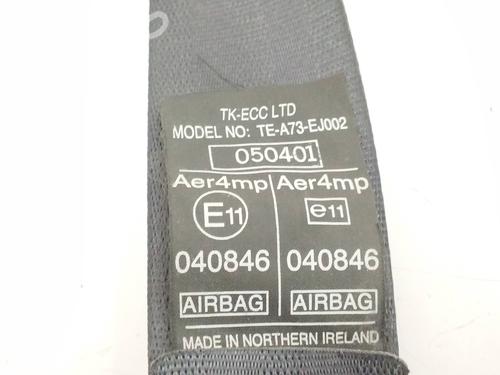 TK-ECC LTD
MODEL NO: TE-A73-EJ002
050401
Aer4mp Aer4mp
E11 e11
040846 040846
AIRBAG AIRBAG
MADE IN NORTHERN IRELAND